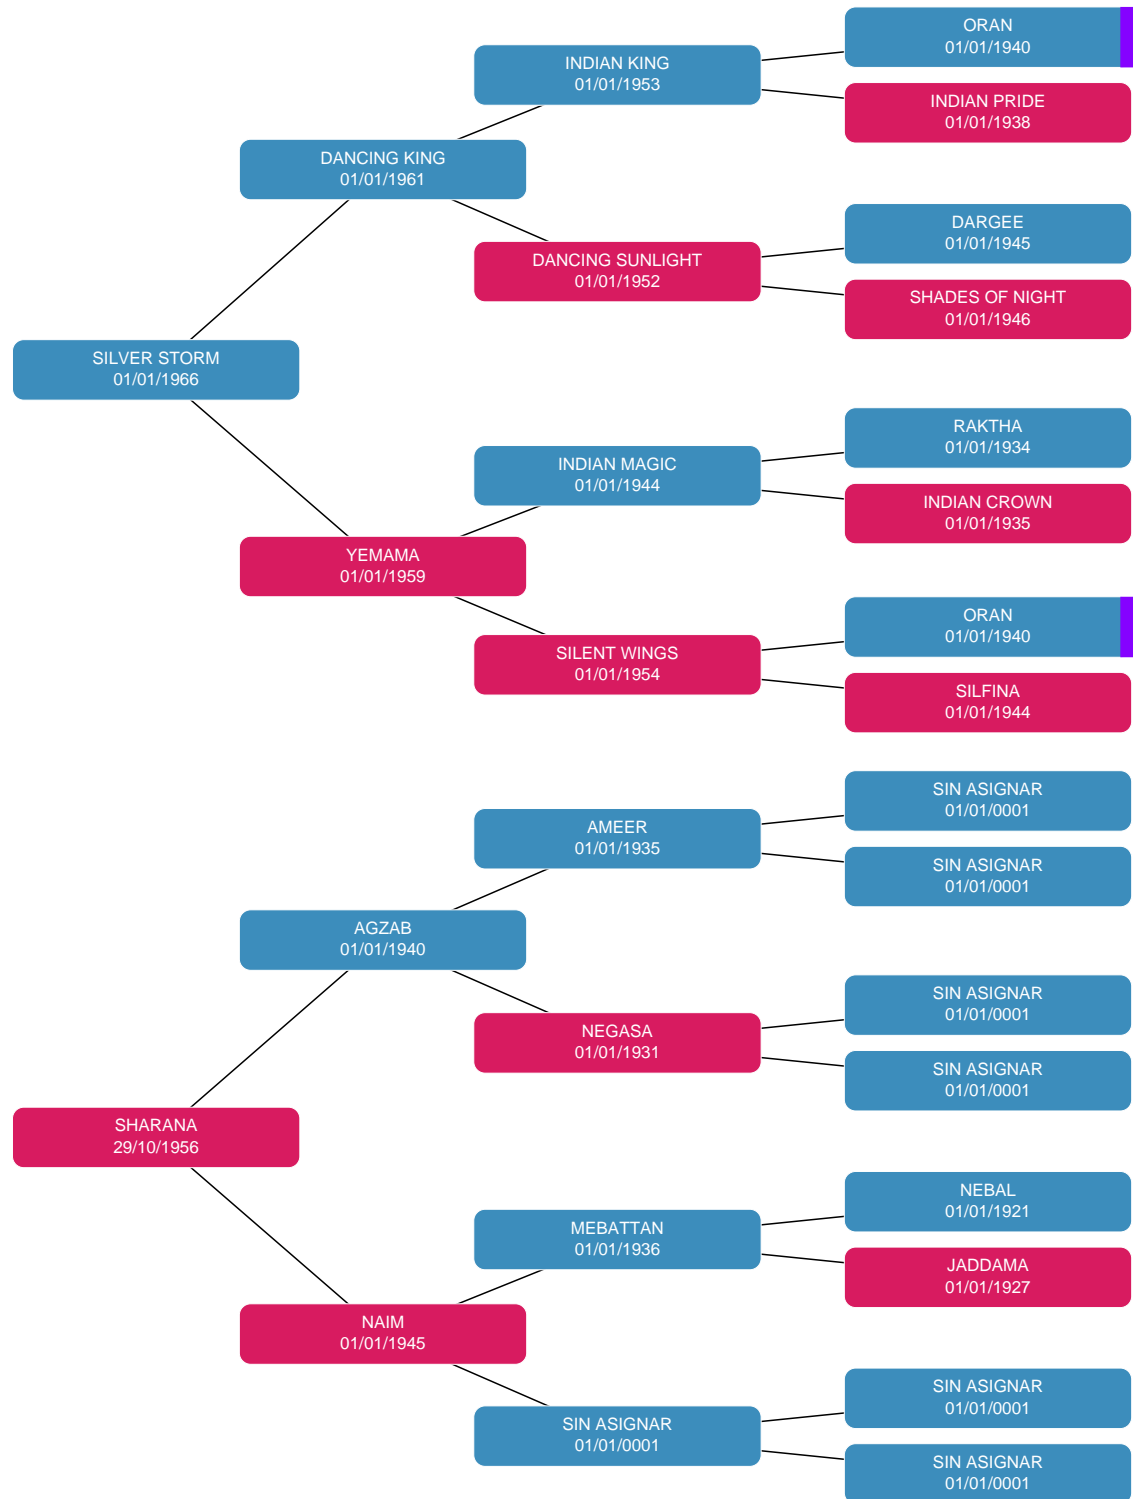 ORAN
01/01/1940
INDIAN KING
01/01/1953
INDIAN PRIDE
01/01/1938
DANCING KING
01/01/1961
DARGEE
01/01/1945
DANCING SUNLIGHT
01/01/1952
SHADES OF NIGHT
01/01/1946
SILVER STORM
01/01/1966
RAKTHA
01/01/1934
INDIAN MAGIC
01/01/1944
INDIAN CROWN
01/01/1935
YEMAMA
01/01/1959
ORAN
01/01/1940
SILENT WINGS
01/01/1954
SILFINA
01/01/1944
SIN ASIGNAR
01/01/0001
AMEER
01/01/1935
SIN ASIGNAR
01/01/0001
AGZAB
01/01/1940
SIN ASIGNAR
01/01/0001
NEGASA
01/01/1931
SIN ASIGNAR
01/01/0001
SHARANA
29/10/1956
NEBAL
01/01/1921
MEBATTAN
01/01/1936
JADDAMA
01/01/1927
NAIM
01/01/1945
SIN ASIGNAR
01/01/0001
SIN ASIGNAR
01/01/0001
SIN ASIGNAR
01/01/0001